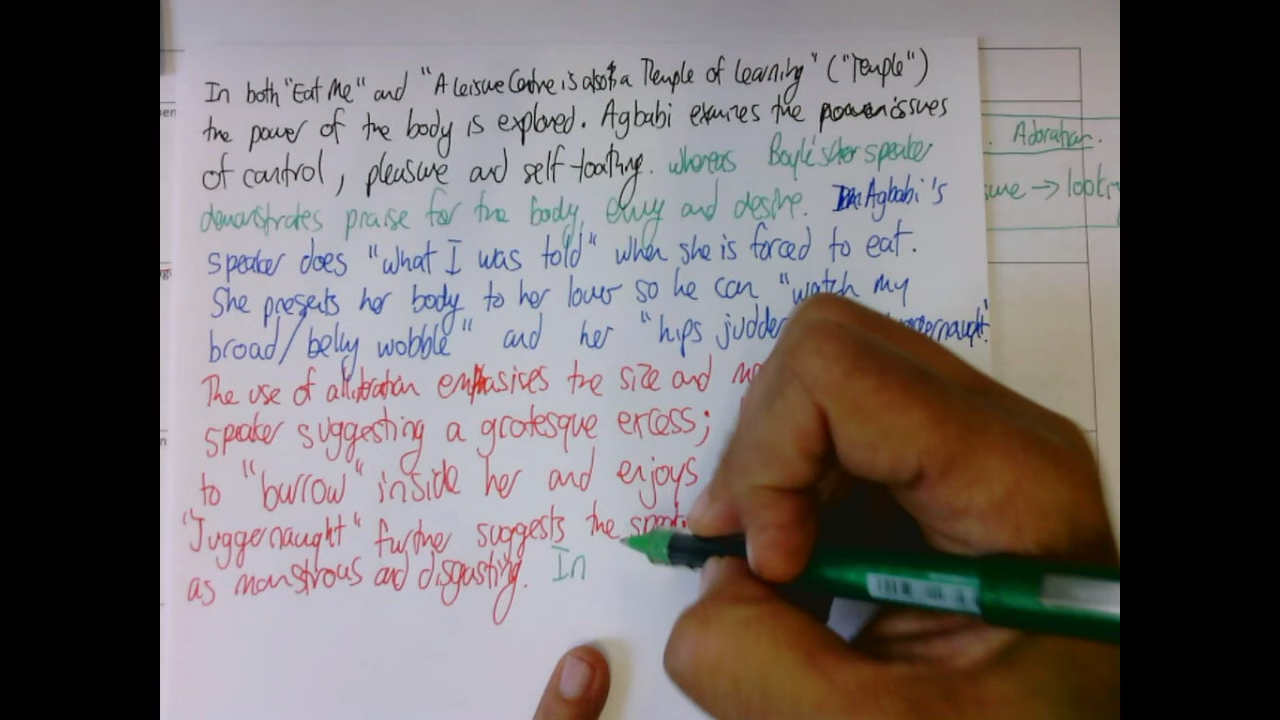 In both "Eat Me" and "A Leisure Centre is also a Temple of Learning" ("Temple")
the power of the body is explored. Agbabi exmines the power issues
of control, pleasure and self-loathing. whereas Boyle's speaker
demonstrates praise for the body, envy and desire. Agbabi's
speaker does "what I was told" when she is forced to eat.
She presents her body to her lover so he can "watch my
broad/belly wobble" and her "hips judder
The use of alliteration emphasises the size and
speaker suggesting a grotesque excess;
to "burrow" inside her and enjoys
"Juggernaught" further suggests the
as monstrous and disgusting. In
Adoration.
→ look